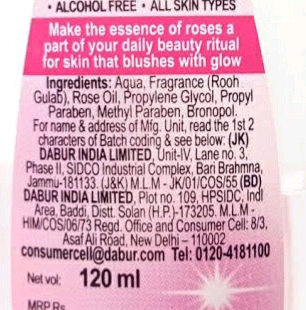 • ALCOHOL FREE • ALL SKIN TYPES
Make the essence of roses a
part of your daily beauty ritual
for skin that blushes with glow
Ingredients: Aqua, Fragrance (Rooh
Gulab), Rose Oil, Propylene Glycol, Propyl
Paraben, Methyl Paraben, Bronopol.
For name & address of Mfg. Unit, read the 1st 2
characters of Batch coding & see below: (JK)
DABUR INDIA LIMITED, Unit-IV, Lane no. 3,
Phase II, SIDCO Industrial Complex, Bari Brahmna,
Jammu-181133. (J&K) M.L.M - JK/01/COS/55 (BD)
DABUR INDIA LIMITED, Plot no. 109, HPSIDC, Indl
Area, Baddi, Distt. Solan (H.P.)-173205. M.L.M -
HIM/COS/06/73 Regd. Office and Consumer Cell: 8/3,
Asaf Ali Road, New Delhi – 110002
consumercell@dabur.com Tel: 0120-4181100
Net vol: 120 ml
MRP Rs